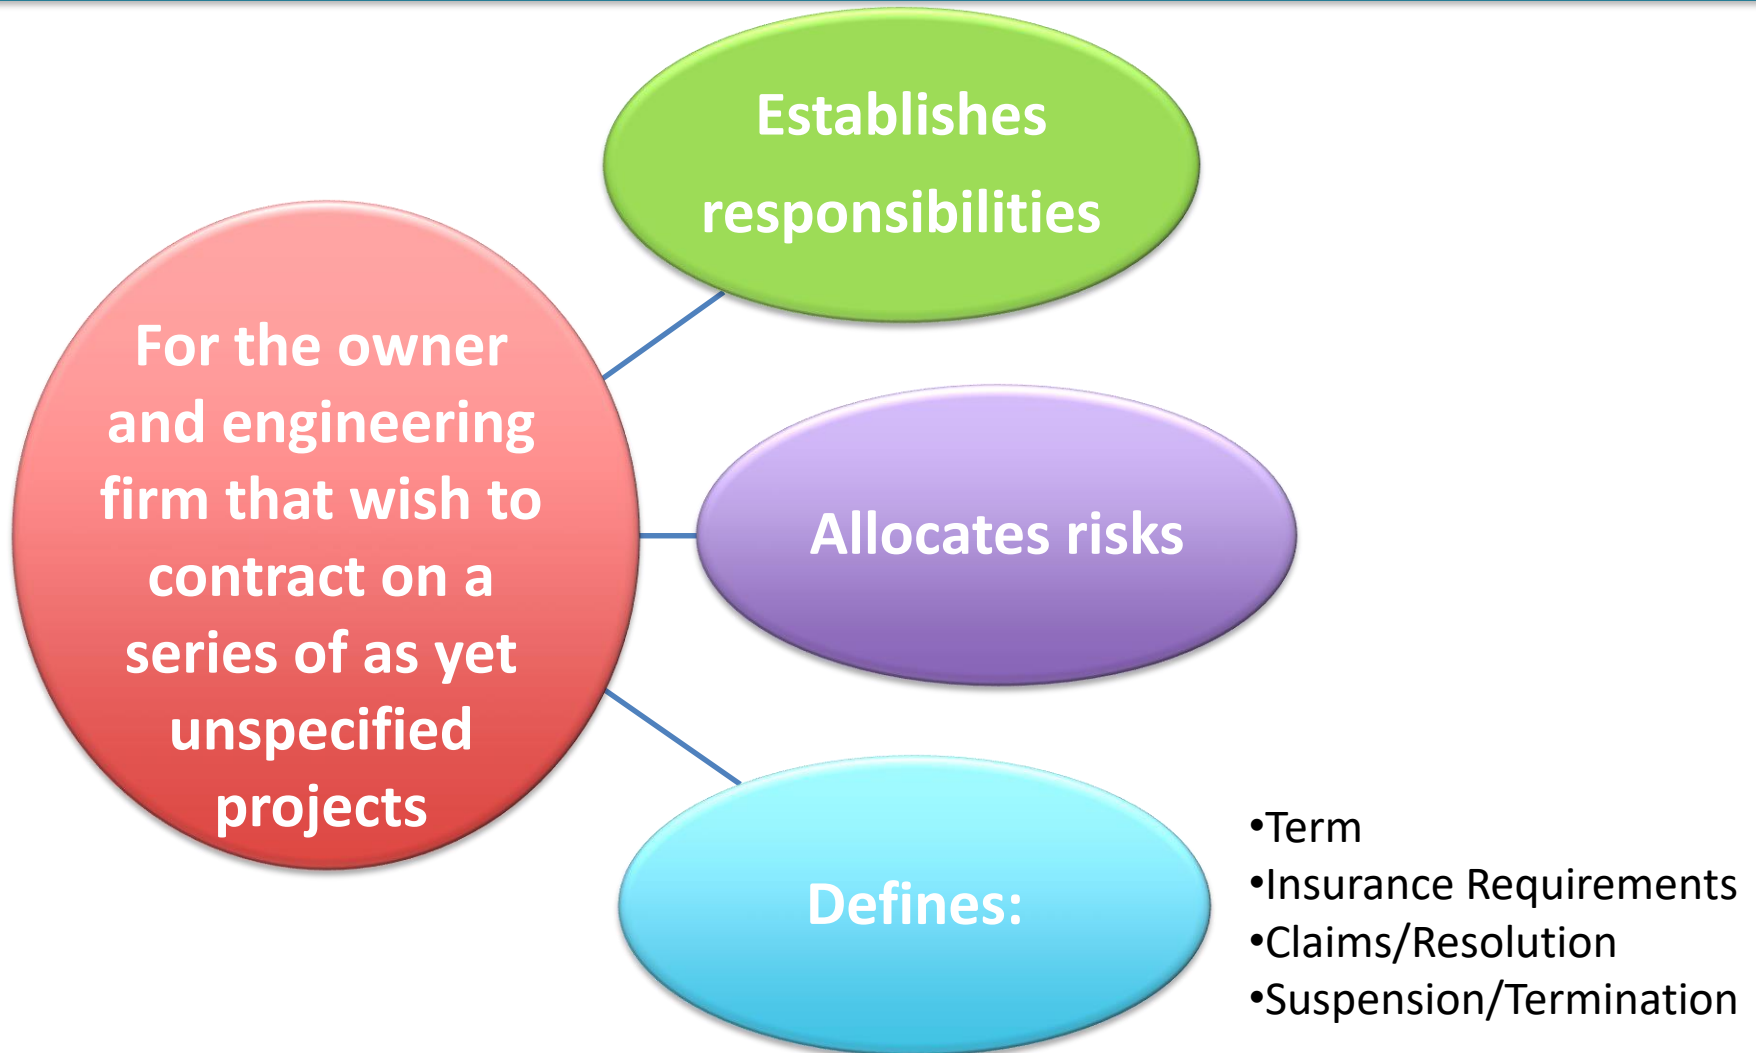 For the owner
and engineering
firm that wish to
contract on a
series of as yet
unspecified
projects
Establishes
responsibilities
Allocates risks
Defines:
•Term
•Insurance Requirements
•Claims/Resolution
•Suspension/Termination